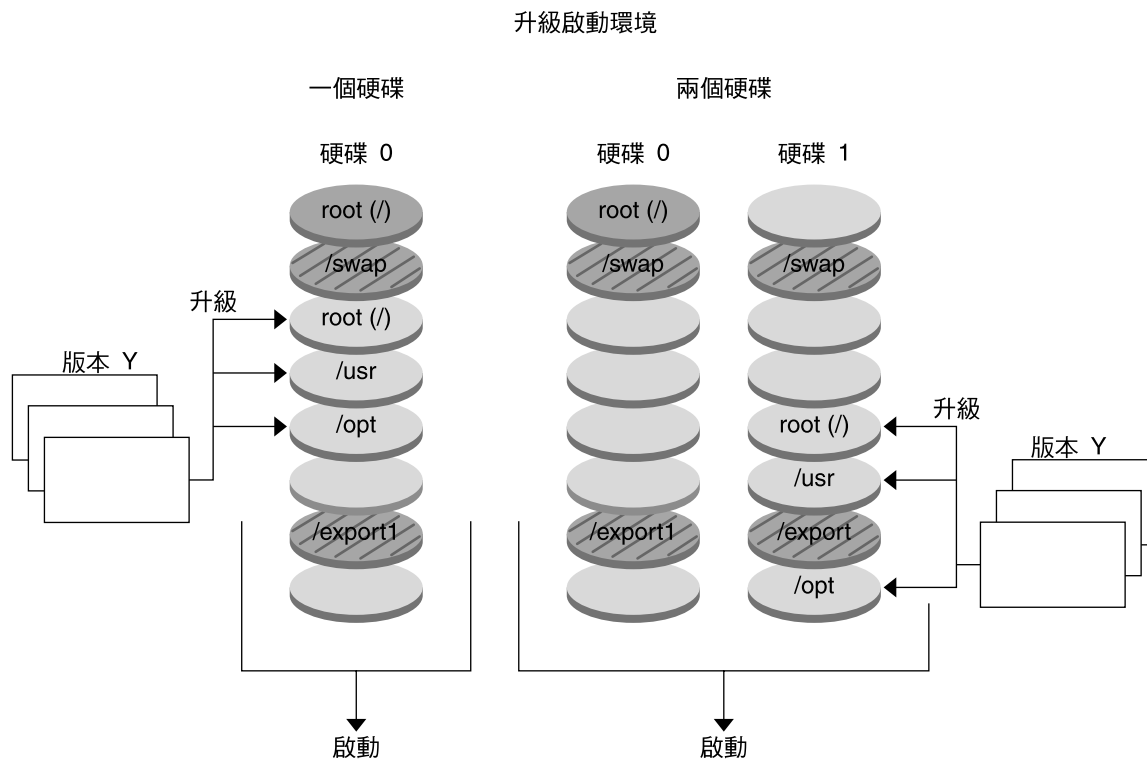 升級啟動環境
一個硬碟
兩個硬碟
硬碟 0
硬碟 0
硬碟 1
root (/)
/swap
root (/)
/usr
/opt
/export1
升級
版本 Y
啟動
root (/)
/swap
/export1
/swap
root (/)
/usr
/export
/opt
升級
版本 Y
啟動